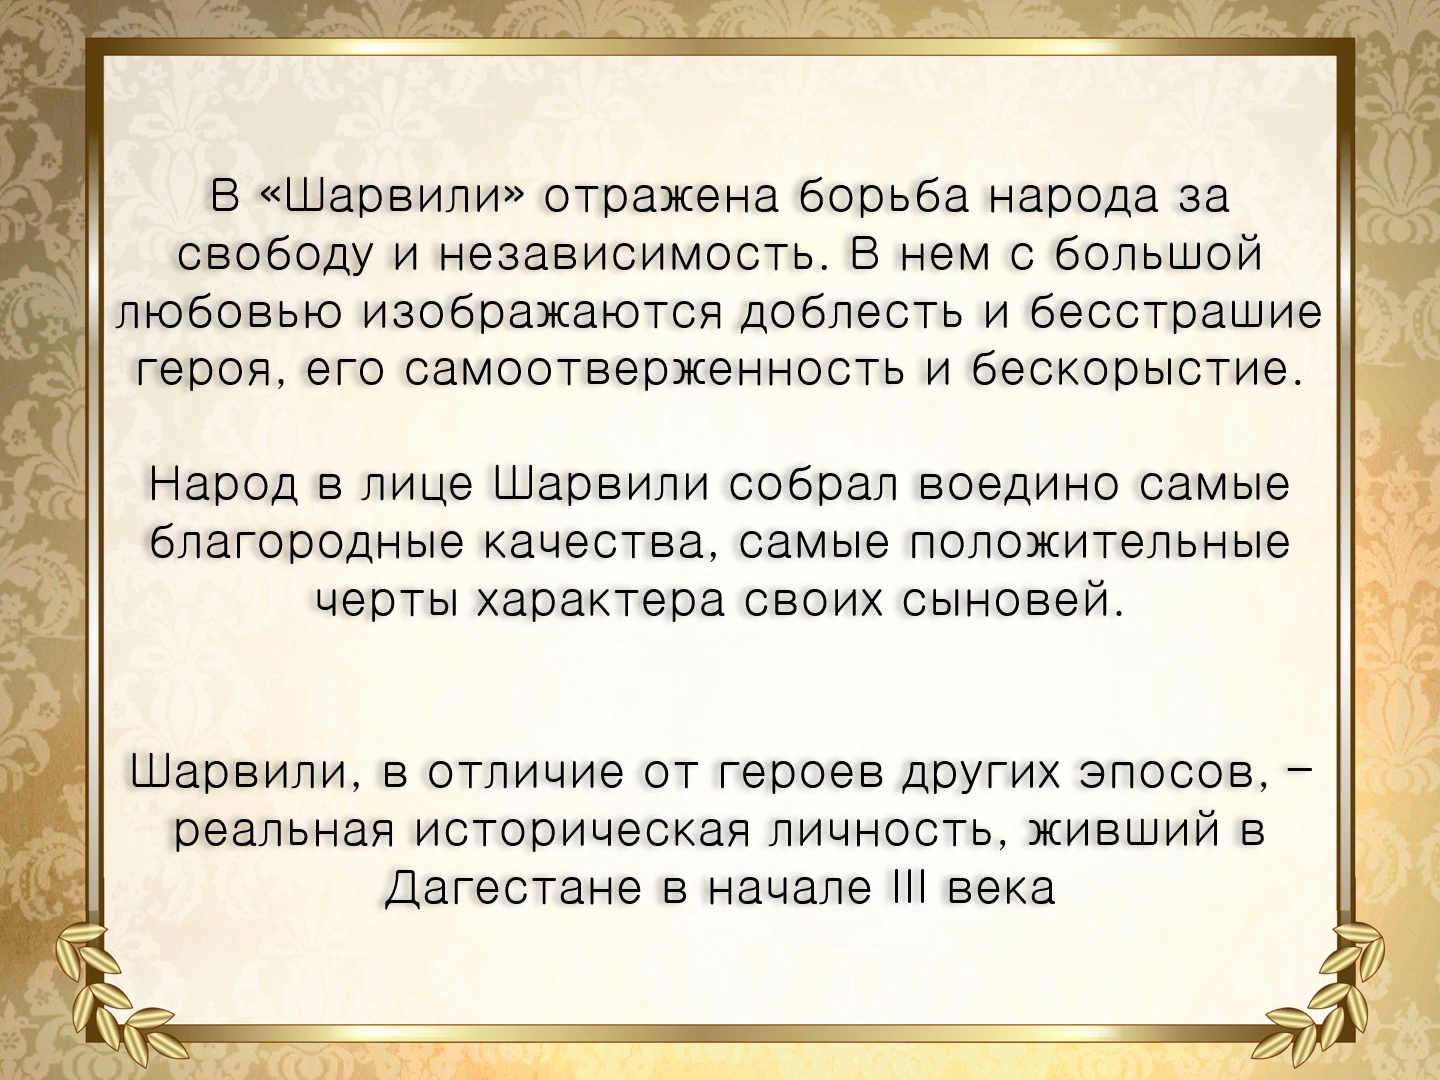 В «Шарвили» отражена борьба народа за
свободу и независимость. В нем с большой
любовью изображаются доблесть и бесстрашие
героя, его самоотверженность и бескорыстие.
Народ в лице Шарвили собрал воедино самые
благородные качества, самые положительные
черты характера своих сыновей.
Шарвили, в отличие от героев других эпосов, –
реальная историческая личность, живший в
Дагестане в начале III века